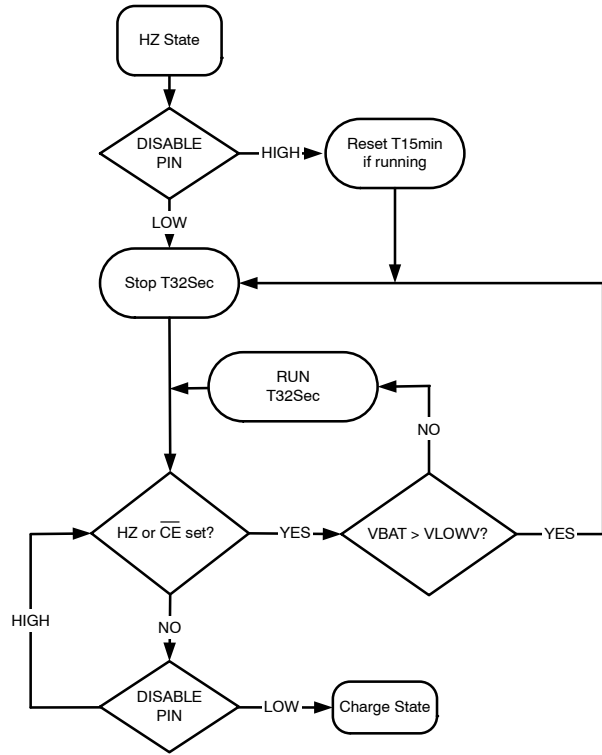 HZ State
DISABLE
PIN
HIGH
Reset T15min
if running
LOW
Stop T32Sec
RUN
T32Sec
NO
HZ or C̅E̅ set?
YES
VBAT > VLOWV?
YES
HIGH
NO
DISABLE
PIN
LOW
Charge State